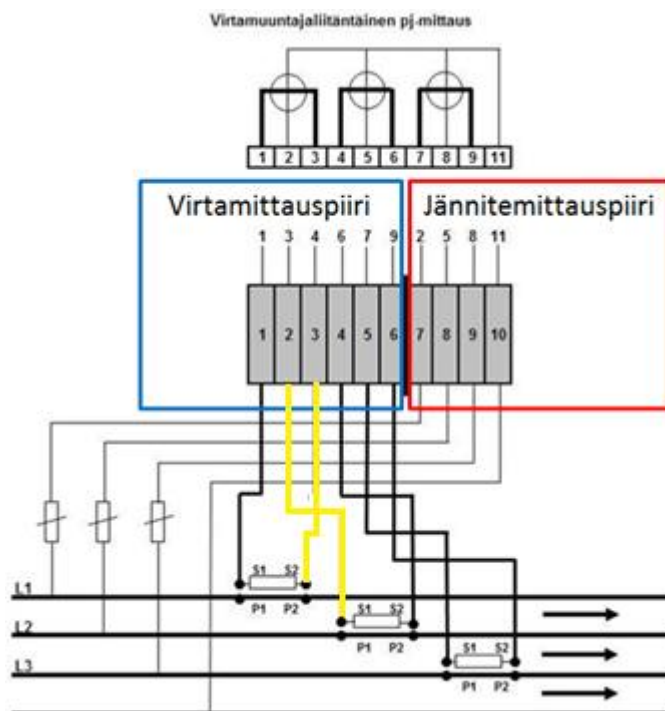 Virtamuuntajaliitäntäinen pj-mittaus
1 2 3 4 5 6 7 8 9 11
Virtamittauspiiri Jännitemittauspiiri
1 3 4 6 7 9 2 5 8 11
1 2 3 4 5 6 7 8 9 10
S1 S2
L1
P1 P2
S1 S2
L2
P1 P2
S1 S2
L3
P1 P2